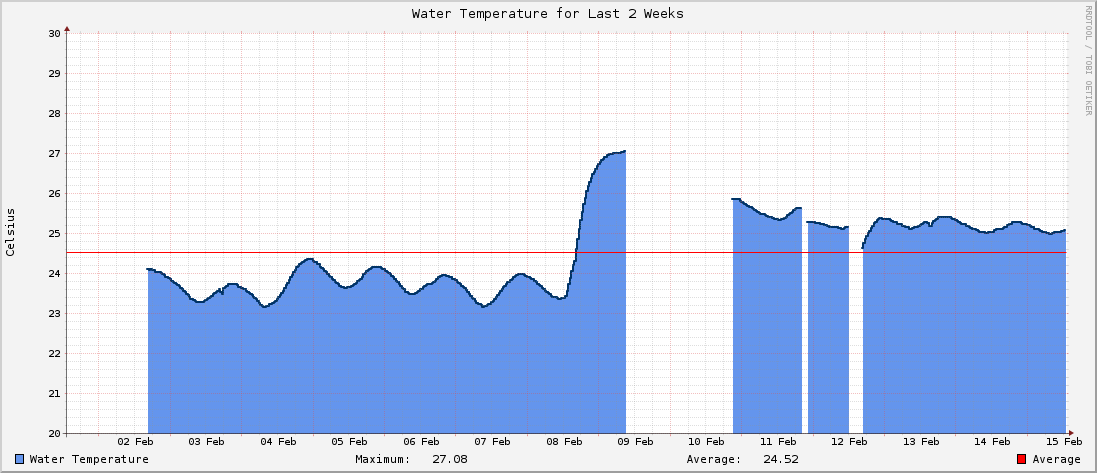 Water Temperature for Last 2 Weeks
RRDTOOL / TOBI OETIKER
Celsius
30
29
28
27
26
25
24
23
22
21
20
02 Feb 03 Feb 04 Feb 05 Feb 06 Feb 07 Feb 08 Feb 09 Feb 10 Feb 11 Feb 12 Feb 13 Feb 14 Feb 15 Feb
Water Temperature Maximum: 27.08 Average: 24.52 Average